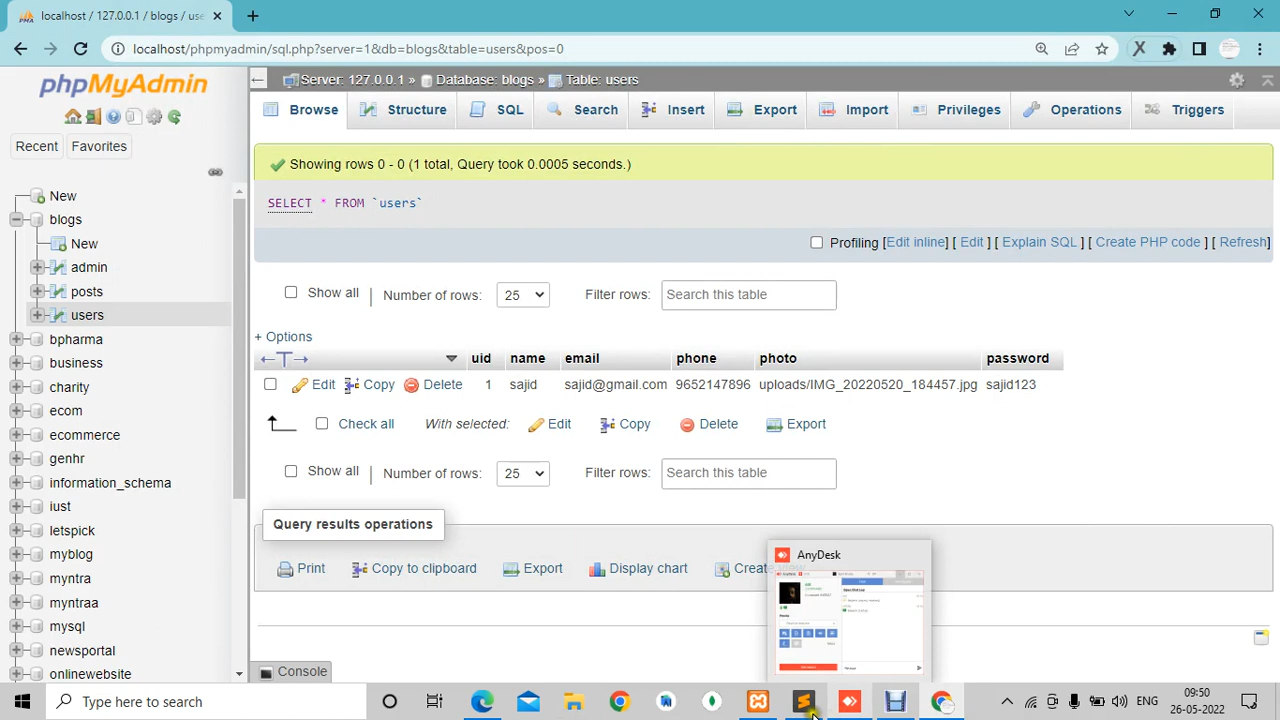 localhost / 127.0.0.1 / blogs / use
localhost/phpmyadmin/sql.php?server=1&db=blogs&table=users&pos=0
phpMyAdmin
Recent
Favorites
New
blogs
New
admin
posts
users
bpharma
business
charity
ecom
ecommerce
genhr
information_schema
iust
letspick
myblog
myntra
myntraa
mysql
newsportal
onlinewebsite
Server: 127.0.0.1 » Database: blogs » Table: users
Browse Structure SQL Search Insert Export Import Privileges Operations Triggers
Showing rows 0 - 0 (1 total, Query took 0.0005 seconds.)
SELECT * FROM `users`
Profiling [Edit inline] [ Edit ] [ Explain SQL ] [ Create PHP code ] [ Refresh]
Show all | Number of rows: 25 Filter rows: Search this table
+ Options
←T→ uid name email phone photo password
Edit Copy Delete 1 sajid sajid@gmail.com 9652147896 uploads/IMG_20220520_184457.jpg sajid123
Check all With selected: Edit Copy Delete Export
Show all | Number of rows: 25 Filter rows: Search this table
Query results operations
Print Copy to clipboard Export Display chart Create
AnyDesk
Console
Type here to search
ENG
09:50
26-05-2022